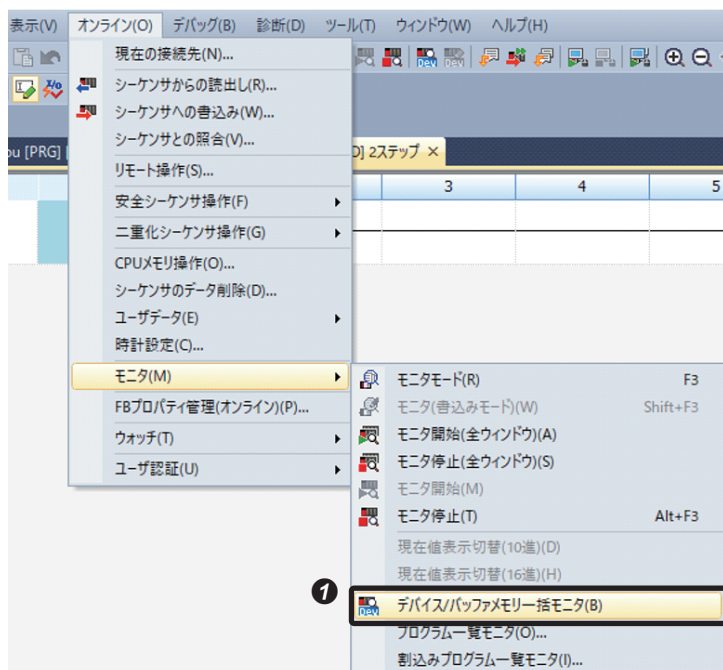 表示(V) オンライン(O) デバッグ(B) 診断(D) ツール(T) ウィンドウ(W) ヘルプ(H)
現在の接続先(N)...
シーケンサからの読出し(R)...
シーケンサへの書込み(W)...
シーケンサとの照合(V)...
リモート操作(S)...
安全シーケンサ操作(F)
二重化シーケンサ操作(G)
CPUメモリ操作(O)...
シーケンサのデータ削除(D)...
ユーザデータ(E)
時計設定(C)...
モニタ(M)
FBプロパティ管理(オンライン)(P)...
ウォッチ(T)
ユーザ認証(U)
Dev Dev
ou [PRG] D] 2ステップ ×
3 4 5
モニタモード(R) F3
モニタ(書込みモード)(W) Shift+F3
モニタ開始(全ウィンドウ)(A)
モニタ停止(全ウィンドウ)(S)
モニタ開始(M)
モニタ停止(T) Alt+F3
現在値表示切替(10進)(D)
現在値表示切替(16進)(H)
1 Dev デバイス/バッファメモリ一括モニタ(B)
プログラム一覧モニタ(O)...
割込みプログラム一覧モニタ(I)...